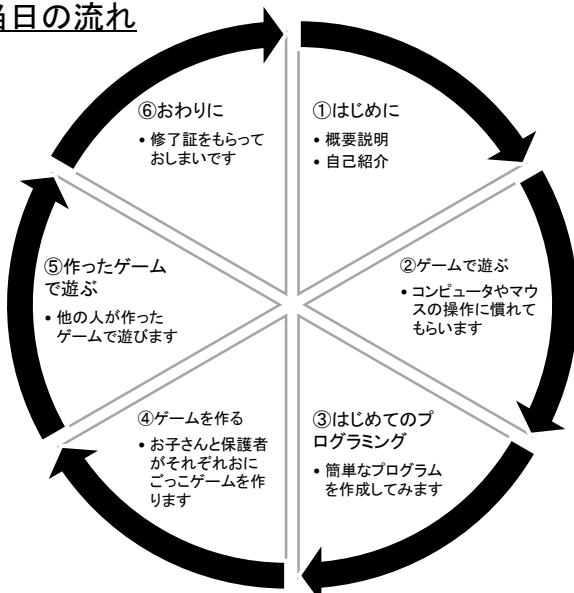 当日の流れ
①はじめに
• 概要説明
• 自己紹介
②ゲームで遊ぶ
• コンピュータやマウ
スの操作に慣れて
もらいます
③はじめてのプ
ログラミング
• 簡単なプログラム
を作成してみます
④ゲームを作る
• お子さんと保護者
がそれぞれおに
ごっこゲームを作
ります
⑤作ったゲーム
で遊ぶ
• 他の人が作った
ゲームで遊びます
⑥おわりに
• 修了証をもらって
おしまいです